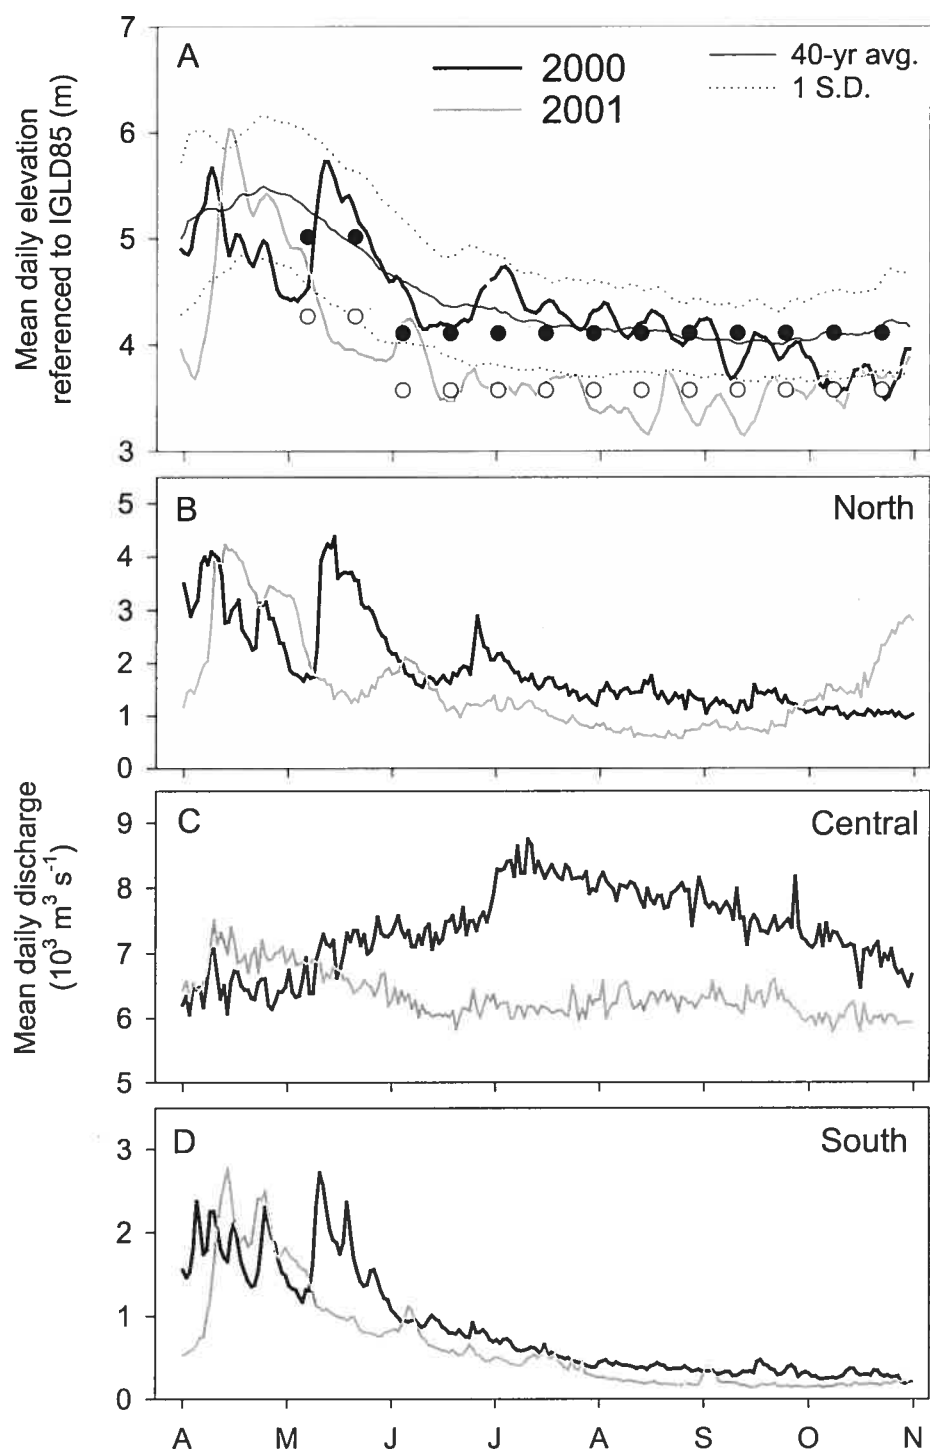 7
6
5
4
3
Mean daily elevation
referenced to IGLD85 (m)
A
2000
2001
40-yr avg.
1 S.D.
B
North
5
4
3
2
1
0
Mean daily discharge
(10³ m³ s⁻¹)
C
Central
9
8
7
6
5
D
South
3
2
1
0
A M J J A S O N